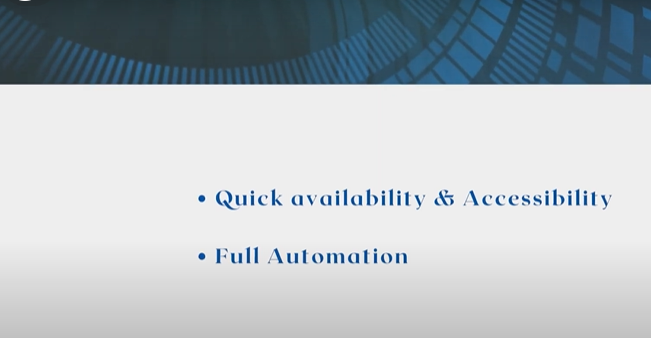 • Quick availability & Accessibility
• Full Automation